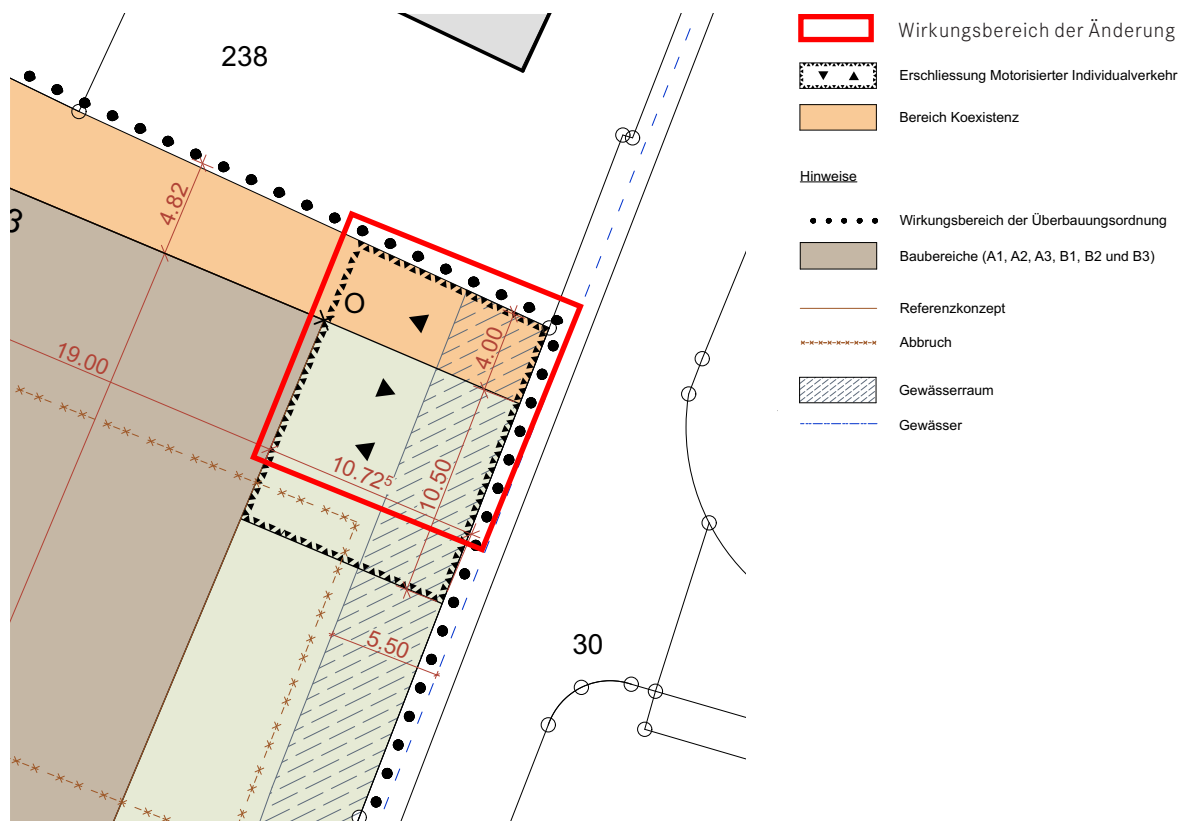 238
4.82
3
O
4.00
19.00
10.72⁵
10.50
5.50
30
Wirkungsbereich der Änderung
Erschliessung Motorisierter Individualverkehr
Bereich Koexistenz
Hinweise
Wirkungsbereich der Überbauungsordnung
Baubereiche (A1, A2, A3, B1, B2 und B3)
Referenzkonzept
Abbruch
Gewässerraum
Gewässer